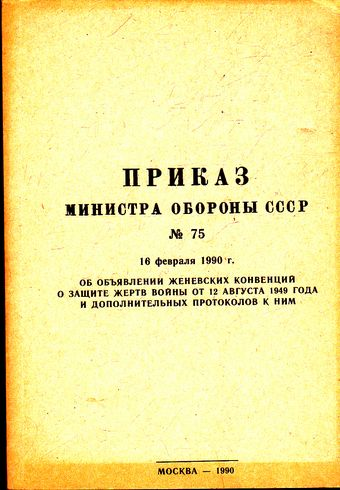 ПРИКАЗ
МИНИСТРА ОБОРОНЫ СССР
№ 75
16 февраля 1990 г.
ОБ ОБЪЯВЛЕНИИ ЖЕНЕВСКИХ КОНВЕНЦИЙ
О ЗАЩИТЕ ЖЕРТВ ВОЙНЫ ОТ 12 АВГУСТА 1949 ГОДА
И ДОПОЛНИТЕЛЬНЫХ ПРОТОКОЛОВ К НИМ
МОСКВА — 1990